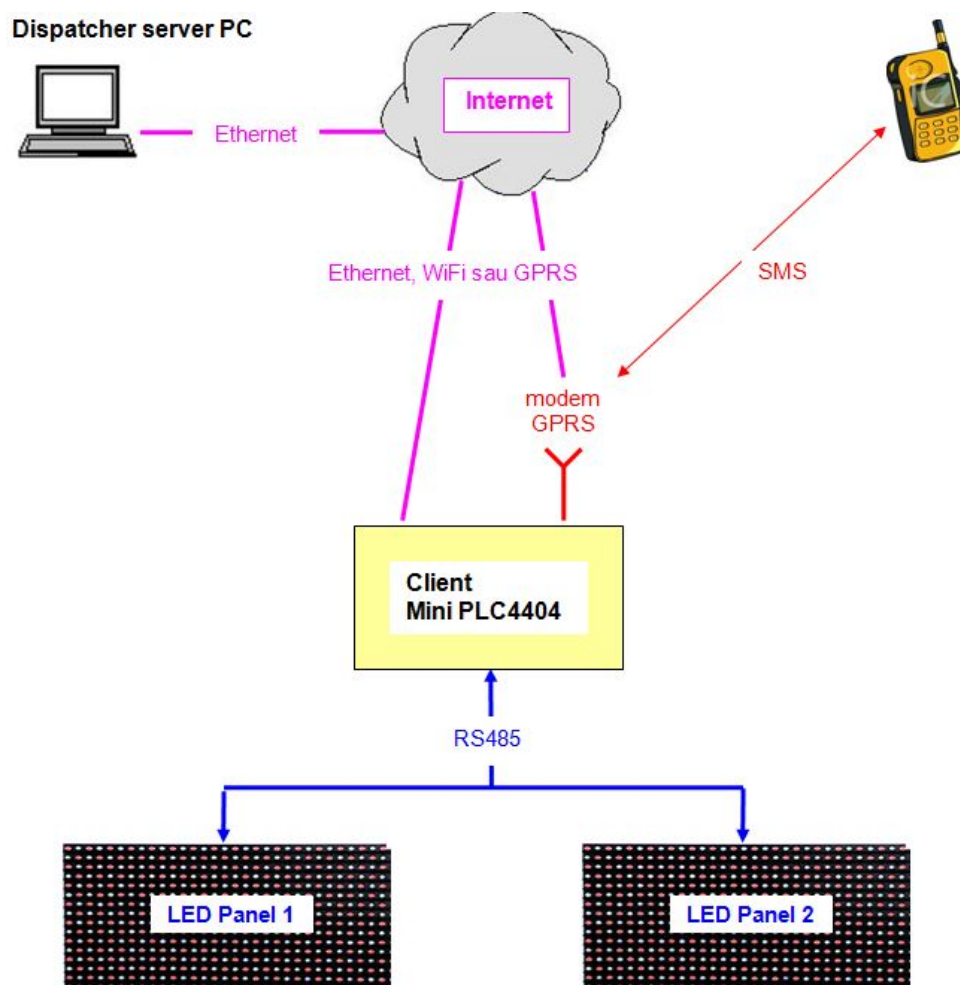 Dispatcher server PC
Internet
Ethernet
Ethernet, WiFi sau GPRS
SMS
modem
GPRS
Client
Mini PLC4404
RS485
LED Panel 1
LED Panel 2